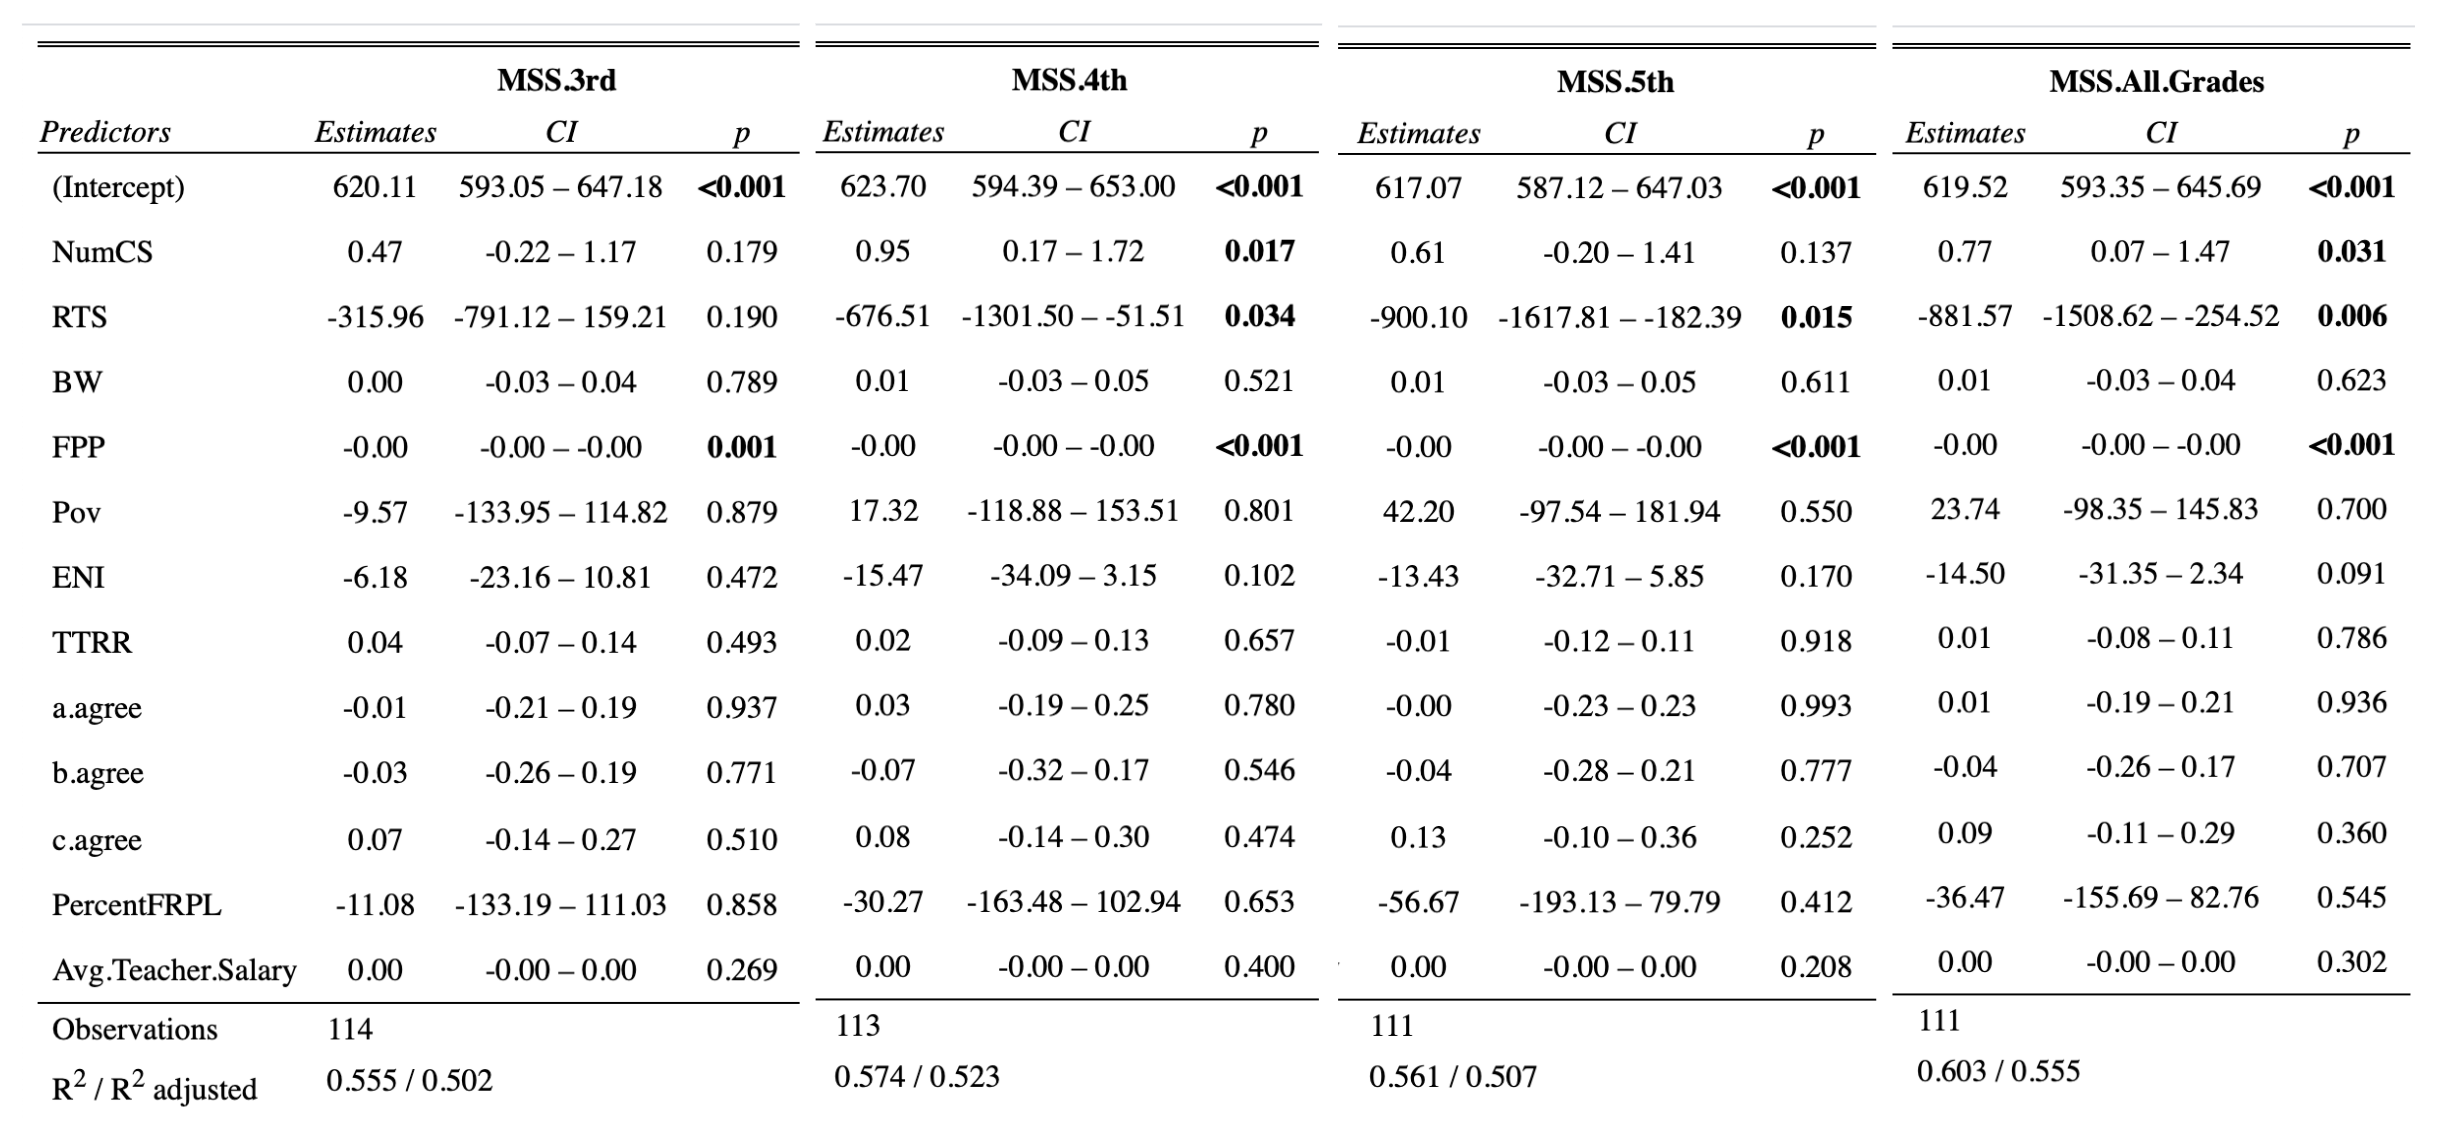 MSS.3rd MSS.4th MSS.5th MSS.All.Grades
Predictors Estimates CI p Estimates CI p Estimates CI p Estimates CI p
(Intercept) 620.11 593.05 – 647.18 <0.001 623.70 594.39 – 653.00 <0.001 617.07 587.12 – 647.03 <0.001 619.52 593.35 – 645.69 <0.001
NumCS 0.47 -0.22 – 1.17 0.179 0.95 0.17 – 1.72 0.017 0.61 -0.20 – 1.41 0.137 0.77 0.07 – 1.47 0.031
RTS -315.96 -791.12 – 159.21 0.190 -676.51 -1301.50 – -51.51 0.034 -900.10 -1617.81 – -182.39 0.015 -881.57 -1508.62 – -254.52 0.006
BW 0.00 -0.03 – 0.04 0.789 0.01 -0.03 – 0.05 0.521 0.01 -0.03 – 0.05 0.611 0.01 -0.03 – 0.04 0.623
FPP -0.00 -0.00 – -0.00 0.001 -0.00 -0.00 – -0.00 <0.001 -0.00 -0.00 – -0.00 <0.001 -0.00 -0.00 – -0.00 <0.001
Pov -9.57 -133.95 – 114.82 0.879 17.32 -118.88 – 153.51 0.801 42.20 -97.54 – 181.94 0.550 23.74 -98.35 – 145.83 0.700
ENI -6.18 -23.16 – 10.81 0.472 -15.47 -34.09 – 3.15 0.102 -13.43 -32.71 – 5.85 0.170 -14.50 -31.35 – 2.34 0.091
TTRR 0.04 -0.07 – 0.14 0.493 0.02 -0.09 – 0.13 0.657 -0.01 -0.12 – 0.11 0.918 0.01 -0.08 – 0.11 0.786
a.agree -0.01 -0.21 – 0.19 0.937 0.03 -0.19 – 0.25 0.780 -0.00 -0.23 – 0.23 0.993 0.01 -0.19 – 0.21 0.936
b.agree -0.03 -0.26 – 0.19 0.771 -0.07 -0.32 – 0.17 0.546 -0.04 -0.28 – 0.21 0.777 -0.04 -0.26 – 0.17 0.707
c.agree 0.07 -0.14 – 0.27 0.510 0.08 -0.14 – 0.30 0.474 0.13 -0.10 – 0.36 0.252 0.09 -0.11 – 0.29 0.360
PercentFRPL -11.08 -133.19 – 111.03 0.858 -30.27 -163.48 – 102.94 0.653 -56.67 -193.13 – 79.79 0.412 -36.47 -155.69 – 82.76 0.545
Avg.Teacher.Salary 0.00 -0.00 – 0.00 0.269 0.00 -0.00 – 0.00 0.400 0.00 -0.00 – 0.00 0.208 0.00 -0.00 – 0.00 0.302
Observations 114 113 111 111
R² / R² adjusted 0.555 / 0.502 0.574 / 0.523 0.561 / 0.507 0.603 / 0.555